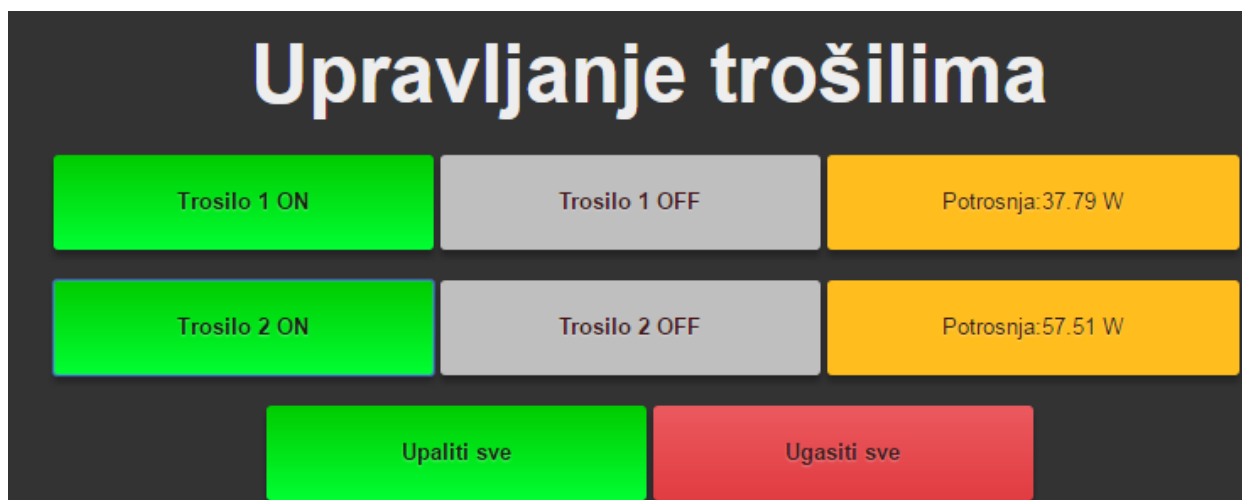 Upravljanje trošilima
Trosilo 1 ON
Trosilo 1 OFF
Potrosnja:37.79 W
Trosilo 2 ON
Trosilo 2 OFF
Potrosnja:57.51 W
Upaliti sve
Ugasiti sve